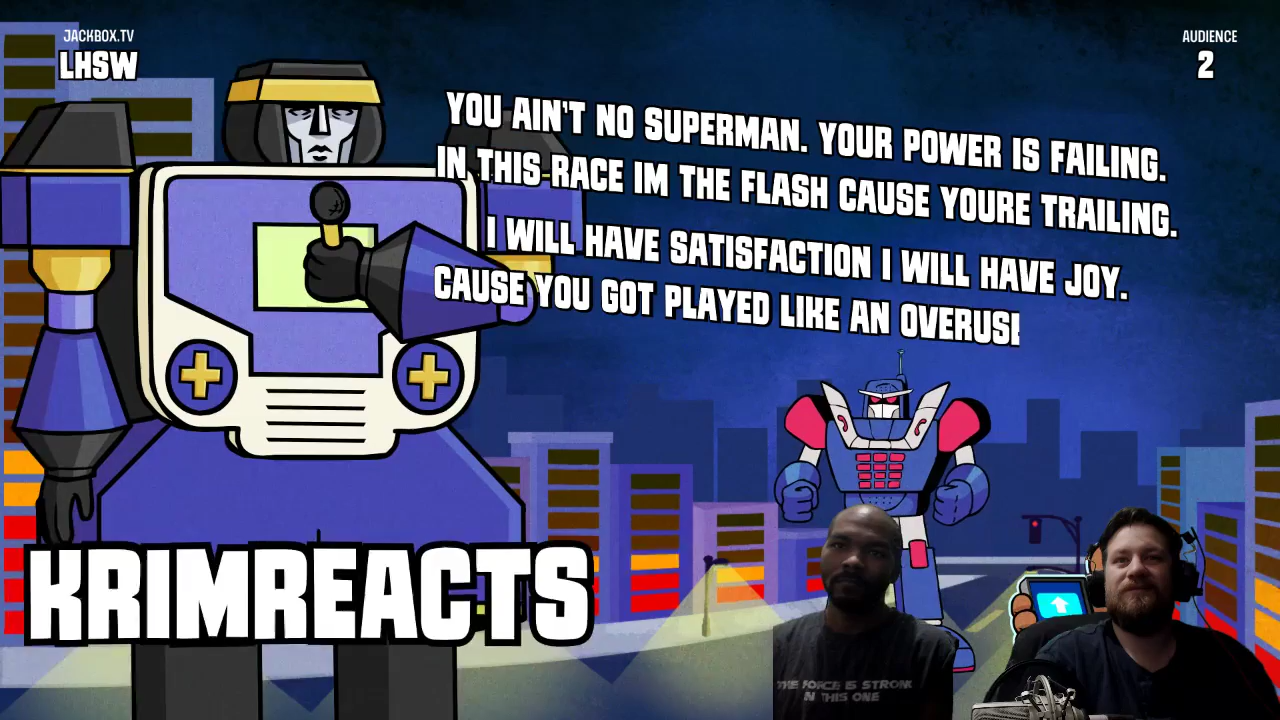 JACKBOX.TV
LHSW
AUDIENCE
2
YOU AIN'T NO SUPERMAN. YOUR POWER IS FAILING.
IN THIS RACE IM THE FLASH CAUSE YOURE TRAILING.
I WILL HAVE SATISFACTION I WILL HAVE JOY.
CAUSE YOU GOT PLAYED LIKE AN OVERUS
KRIMREACTS
THE FORCE IS STRONG
IN THIS ONE